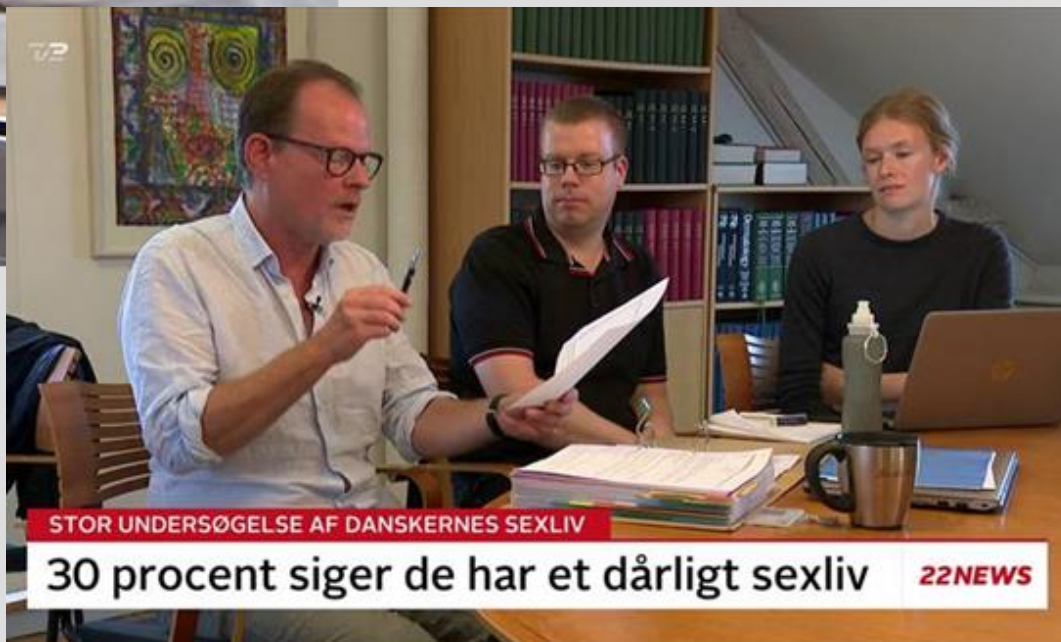 TV2
STOR UNDERSØGELSE AF DANSKERNES SEXLIV
30 procent siger de har et dårligt sexliv
22NEWS